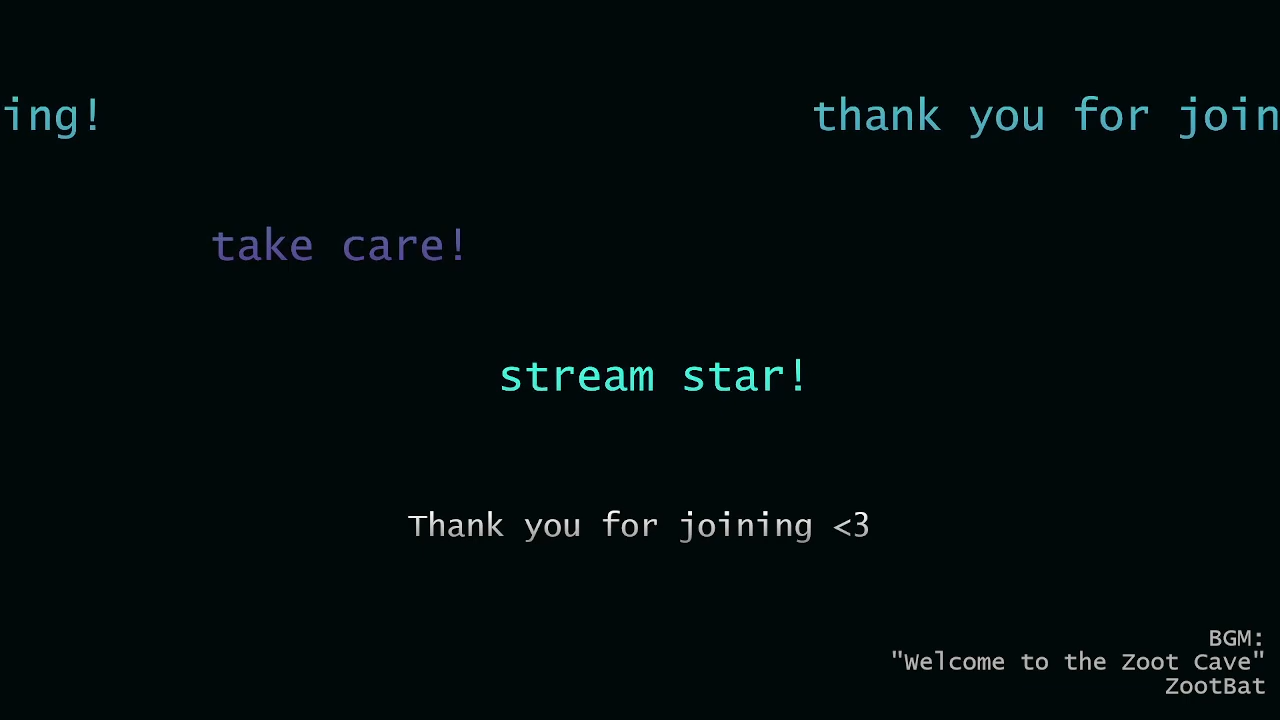 ing! thank you for join
take care!
stream star!
Thank you for joining <3
BGM:
"Welcome to the Zoot Cave"
ZootBat